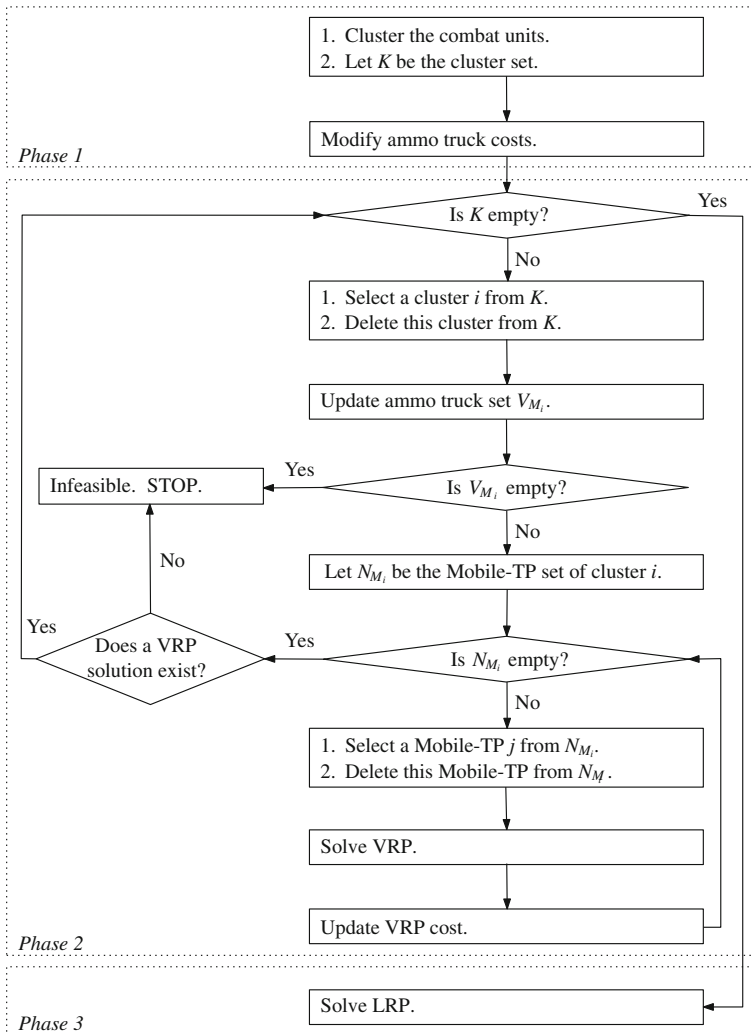 1. Cluster the combat units.
2. Let K be the cluster set.
Modify ammo truck costs.
Phase 1
Is K empty?
Yes
No
1. Select a cluster i from K.
2. Delete this cluster from K.
Update ammo truck set V_{M_i}.
Is V_{M_i} empty?
Yes
Infeasible. STOP.
No
Let N_{M_i} be the Mobile-TP set of cluster i.
Is N_{M_i} empty?
Yes
Does a VRP
solution exist?
No
Yes
No
1. Select a Mobile-TP j from N_{M_i}.
2. Delete this Mobile-TP from N_{M_i}.
Solve VRP.
Update VRP cost.
Phase 2
Solve LRP.
Phase 3